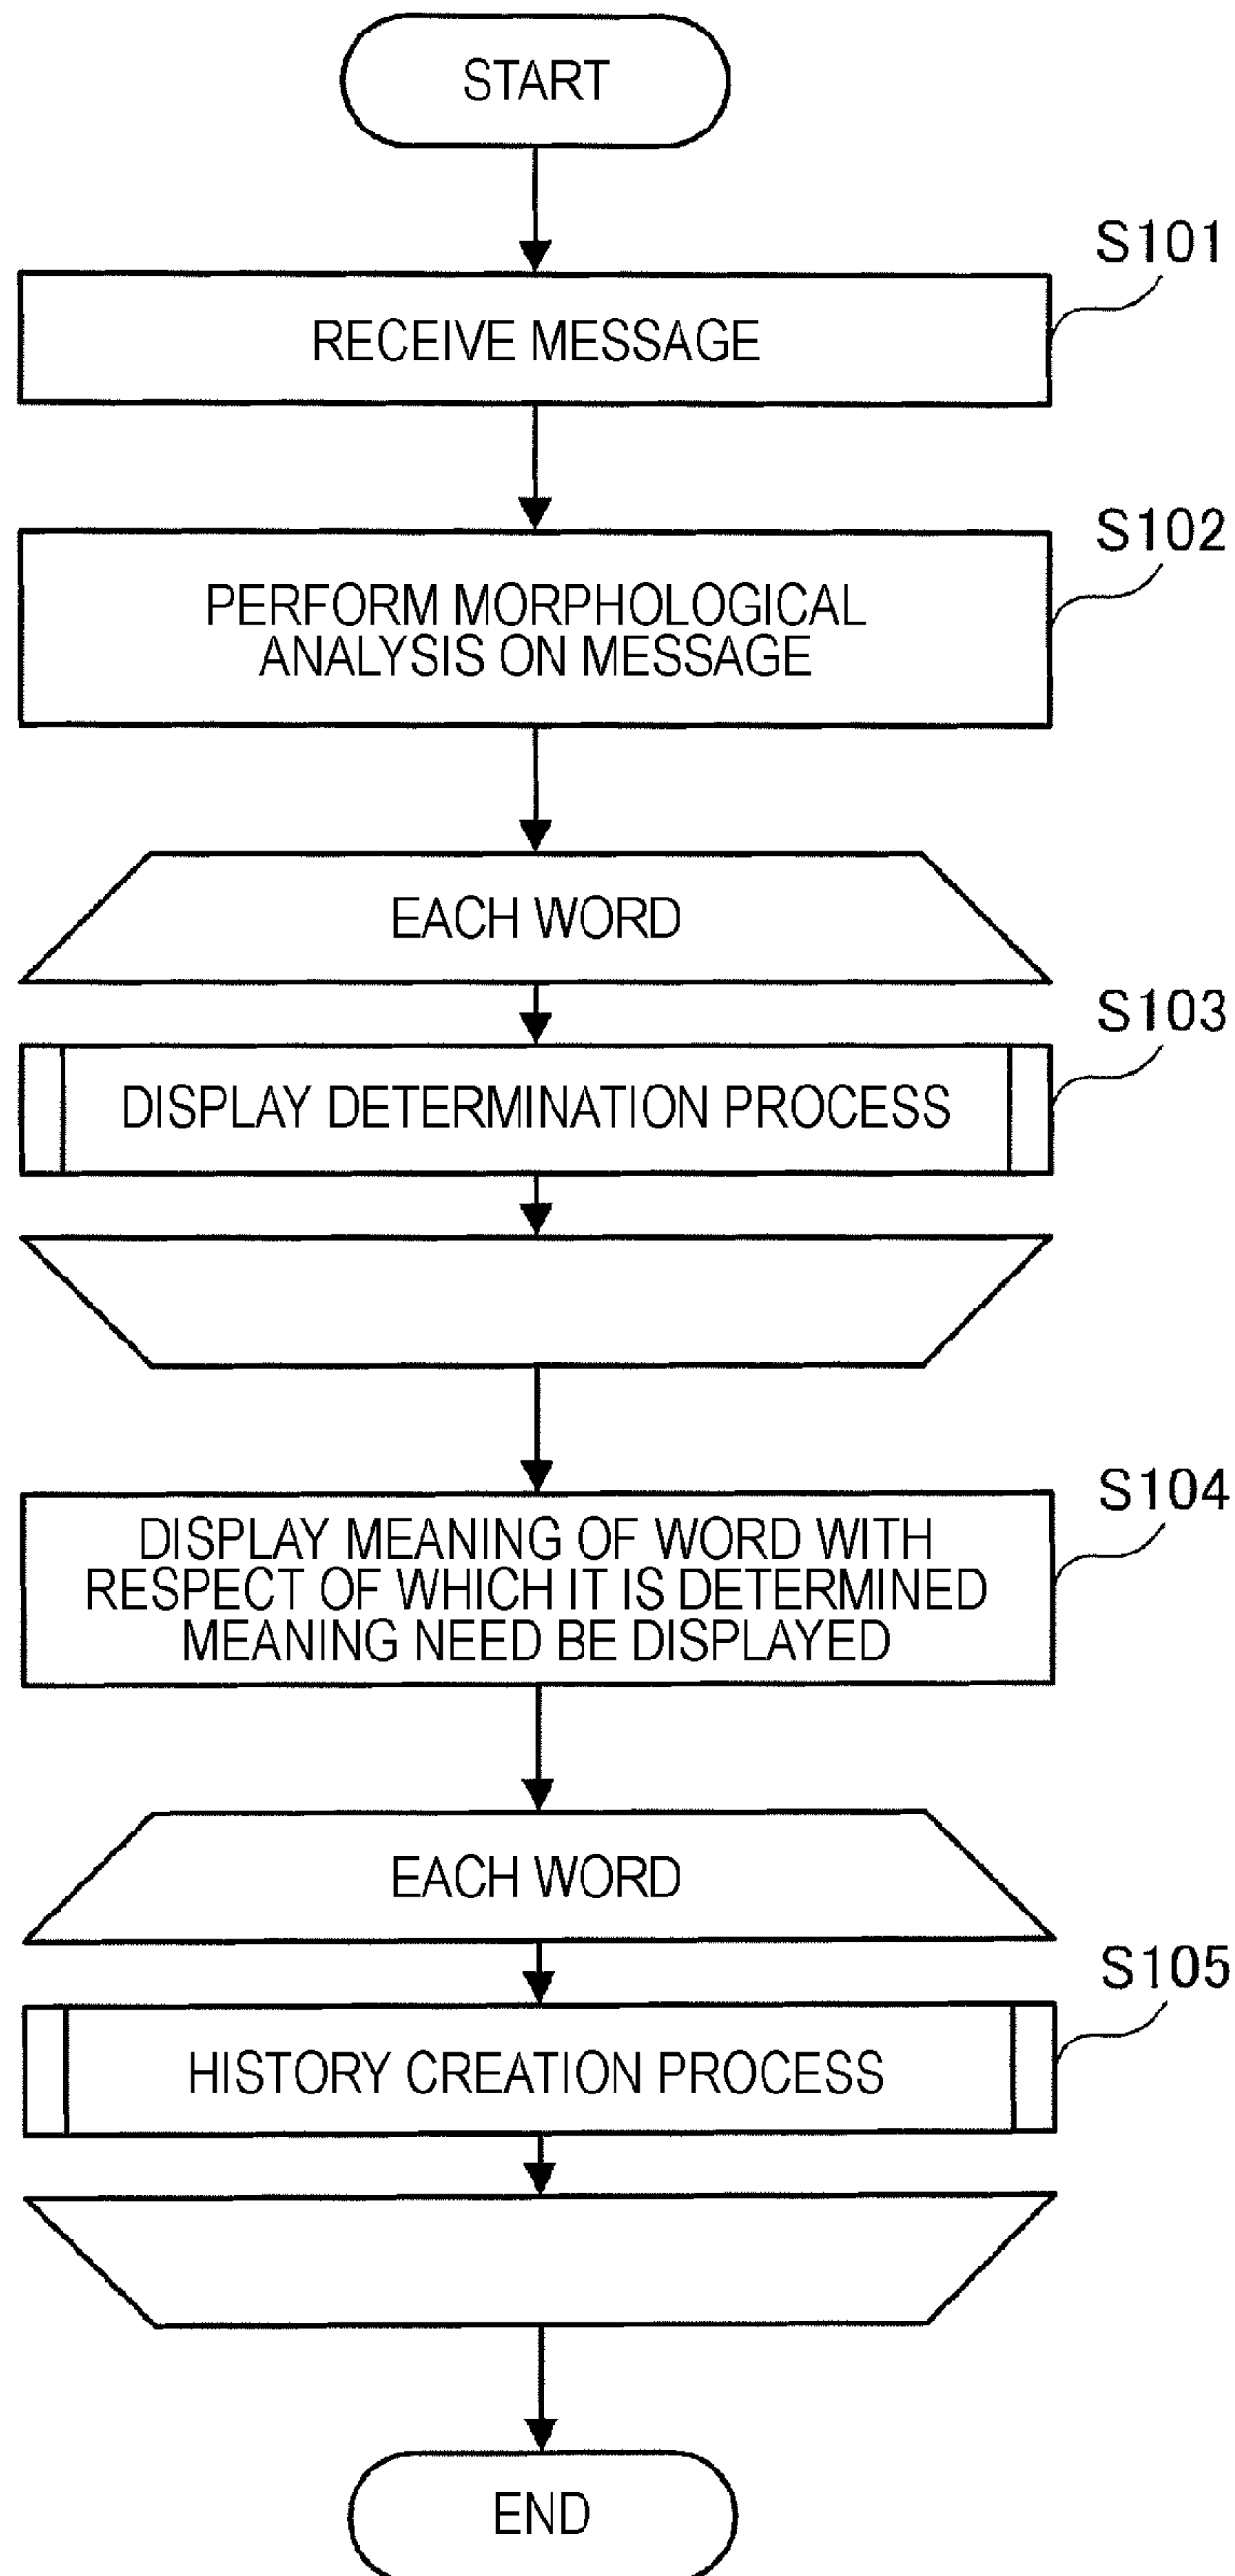 START
S101
RECEIVE MESSAGE
S102
PERFORM MORPHOLOGICAL
ANALYSIS ON MESSAGE
EACH WORD
S103
DISPLAY DETERMINATION PROCESS
S104
DISPLAY MEANING OF WORD WITH
RESPECT OF WHICH IT IS DETERMINED
MEANING NEED BE DISPLAYED
EACH WORD
S105
HISTORY CREATION PROCESS
END